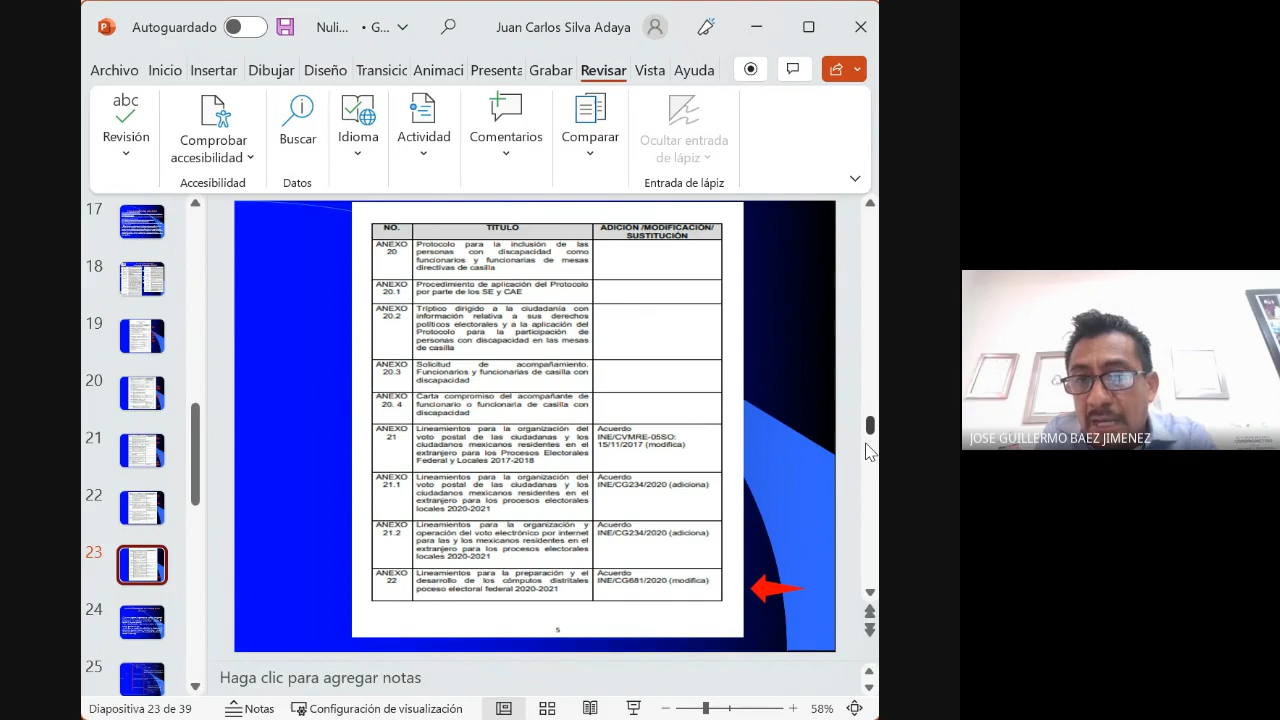 Autoguardado
Nuli... • G...
Juan Carlos Silva Adaya
Archivo Inicio Insertar Dibujar Diseño Transicic Animaci Presenta Grabar Revisar Vista Ayuda
abc
Revisión
Comprobar
accesibilidad
Accesibilidad
Buscar
Datos
Idioma
Actividad
Comentarios
Comparar
Ocultar entrada
de lápiz
Entrada de lápiz
17
18
19
20
21
22
23
24
25
NO. TITULO ADICIÓN /MODIFICACIÓN/
SUSTITUCIÓN
ANEXO
20
Protocolo para la inclusión de las
personas con discapacidad como
funcionarios y funcionarias de mesas
directivas de casilla
ANEXO
20.1
Procedimiento de aplicación del Protocolo
por parte de los SE y CAE
ANEXO
20.2
Tríptico dirigido a la ciudadanía con
información relativa a sus derechos
políticos electorales y a la aplicación del
Protocolo para la participación de
personas con discapacidad en las mesas
de casilla
ANEXO
20.3
Solicitud de acompañamiento.
Funcionarios y funcionarias de casilla con
discapacidad
ANEXO
20. 4
Carta compromiso del acompañante de
funcionario o funcionaria de casilla con
discapacidad
ANEXO
21
Lineamientos para la organización del
voto postal de las ciudadanas y los
ciudadanos mexicanos residentes en el
extranjero para los Procesos Electorales
Federal y Locales 2017-2018
Acuerdo
INE/CVMRE-05SO:
15/11/2017 (modifica)
ANEXO
21.1
Lineamientos para la organización del
voto postal de las ciudadanas y los
ciudadanos mexicanos residentes en el
extranjero para los procesos electorales
locales 2020-2021
Acuerdo
INE/CG234/2020 (adiciona)
ANEXO
21.2
Lineamientos para la organización y
operación del voto electrónico por internet
para las y los mexicanos residentes en el
extranjero para los procesos electorales
locales 2020-2021
Acuerdo
INE/CG234/2020 (adiciona)
ANEXO
22
Lineamientos para la preparación y el
desarrollo de los cómputos distritales
poceso electoral federal 2020-2021
Acuerdo
INE/CG681/2020 (modifica)
5
Haga clic para agregar notas
Diapositiva 23 de 39 Notas Configuración de visualización 58%
JOSE GUILLERMO BAEZ JIMENEZ